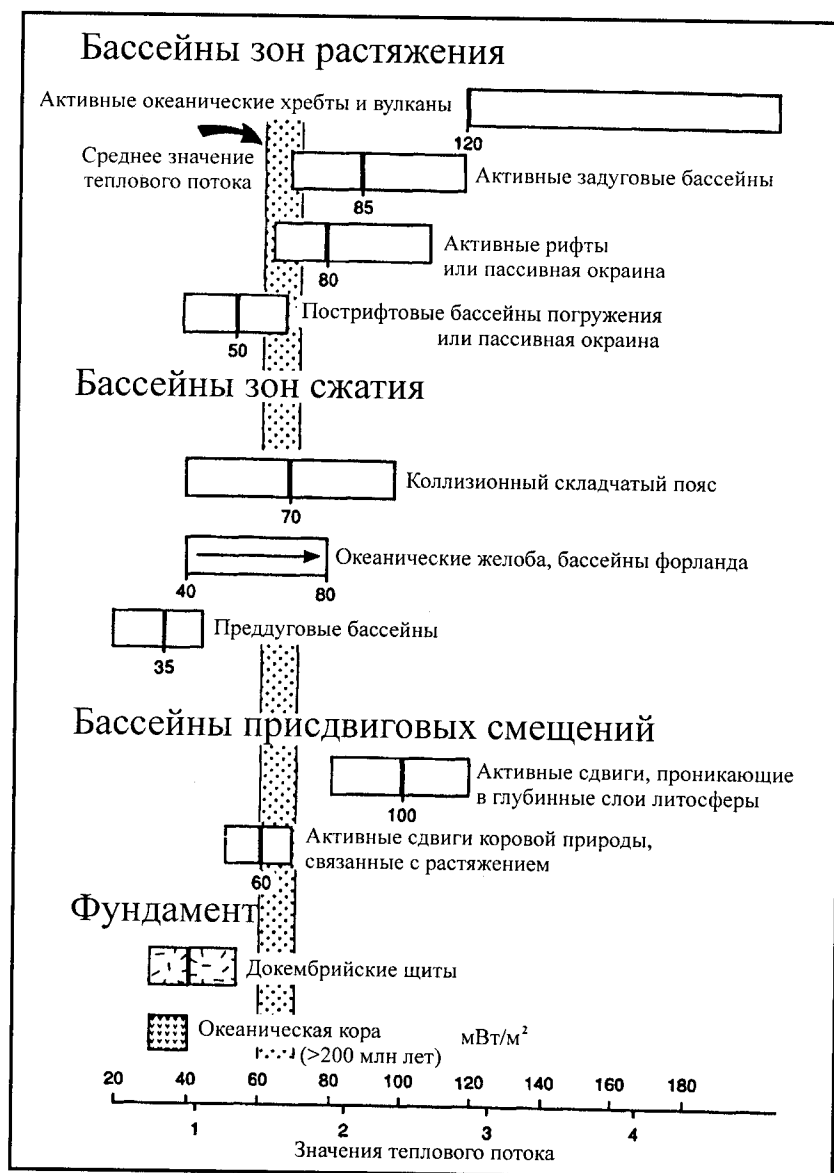 Бассейны зон растяжения
Активные океанические хребты и вулканы
120
Среднее значение
теплового потока
Активные задуговые бассейны
85
Активные рифты
или пассивная окраина
80
Пострифтовые бассейны погружения
или пассивная окраина
50
Бассейны зон сжатия
Коллизионный складчатый пояс
70
Океанические желоба, бассейны форланда
40 80
Преддуговые бассейны
35
Бассейны присдвиговых смещений
Активные сдвиги, проникающие
в глубинные слои литосферы
100
Активные сдвиги коровой природы,
связанные с растяжением
60
Фундамент
Докембрийские щиты
Океаническая кора мВт/м²
(>200 млн лет)
20 40 60 80 100 120 140 160 180
1 2 3 4
Значения теплового потока